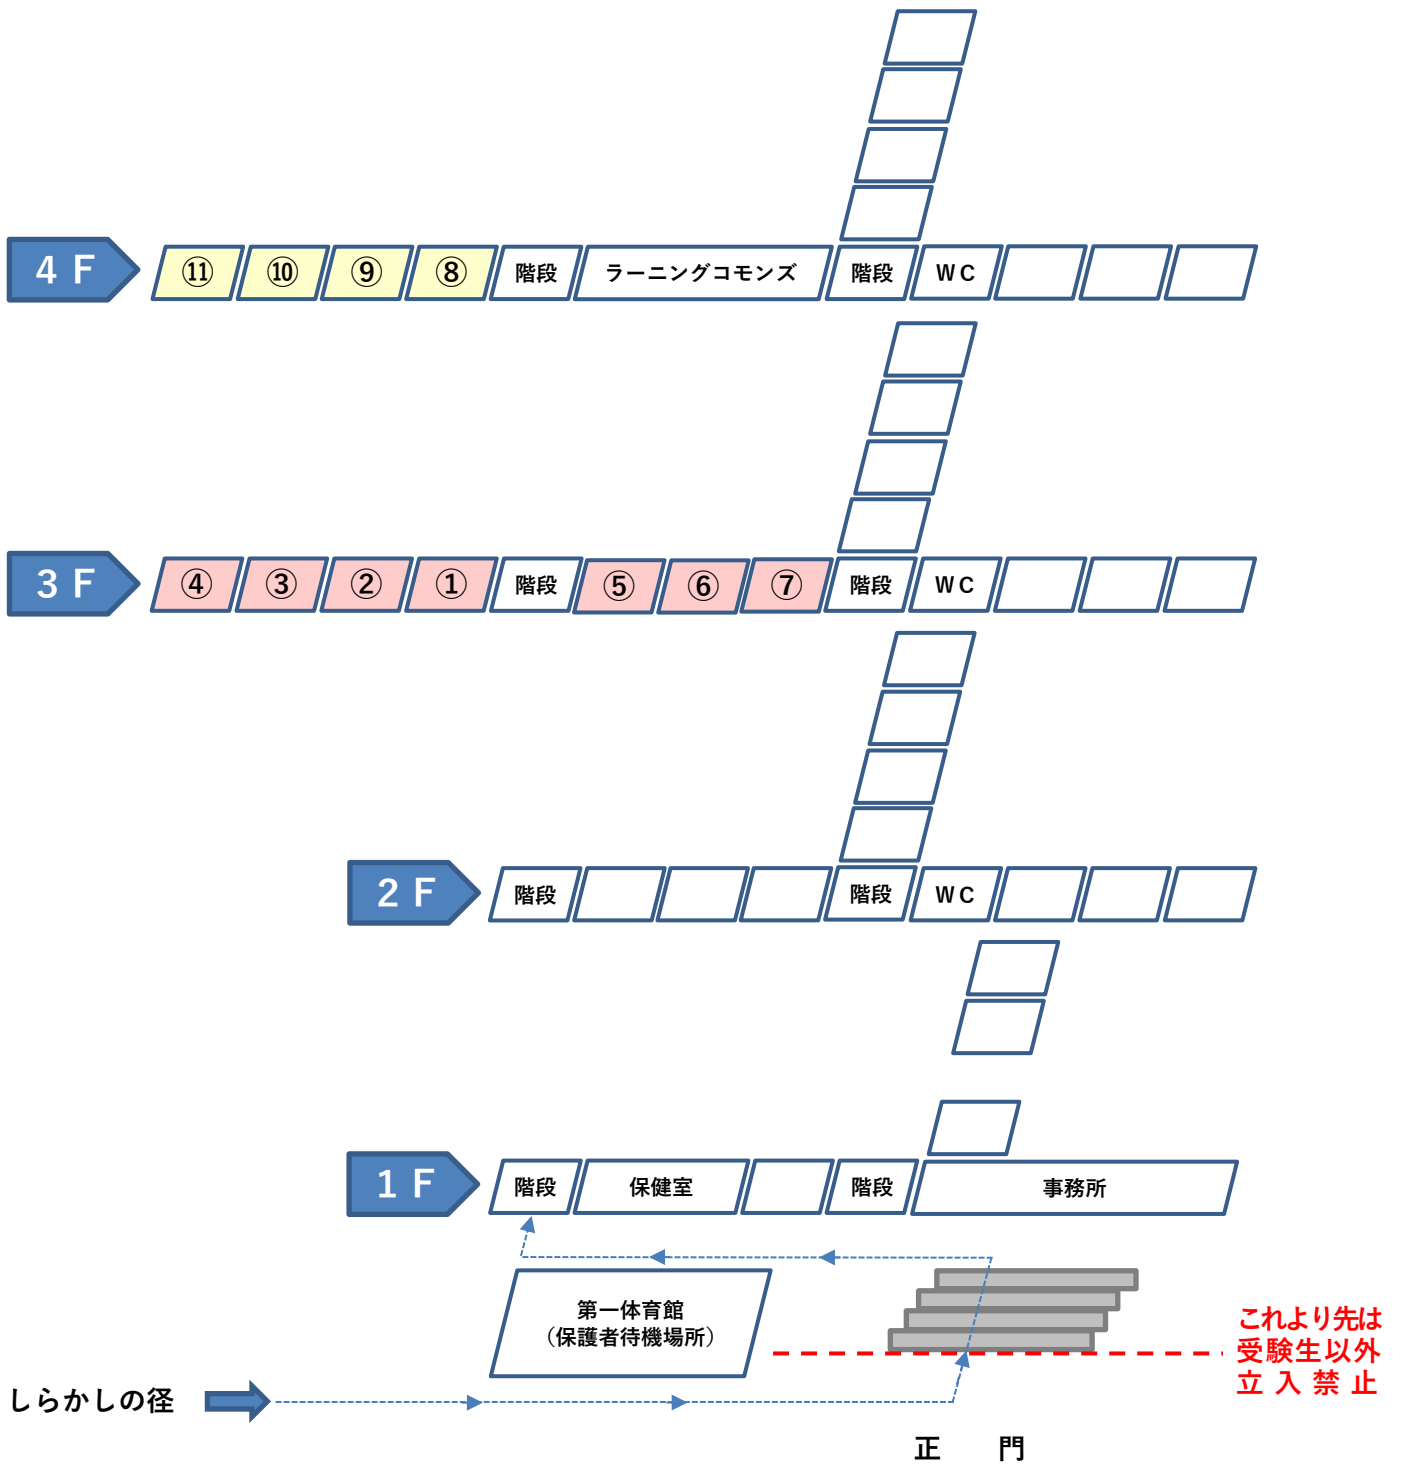 4 F
⑪ ⑩ ⑨ ⑧ 階段 ラーニングコモンズ 階段 WC
3 F
④ ③ ② ① 階段 ⑤ ⑥ ⑦ 階段 WC
2 F
階段 階段 WC
1 F
階段 保健室 階段 事務所
第一体育館
（保護者待機場所）
これより先は
受験生以外
立入禁止
しらかしの径
正 門